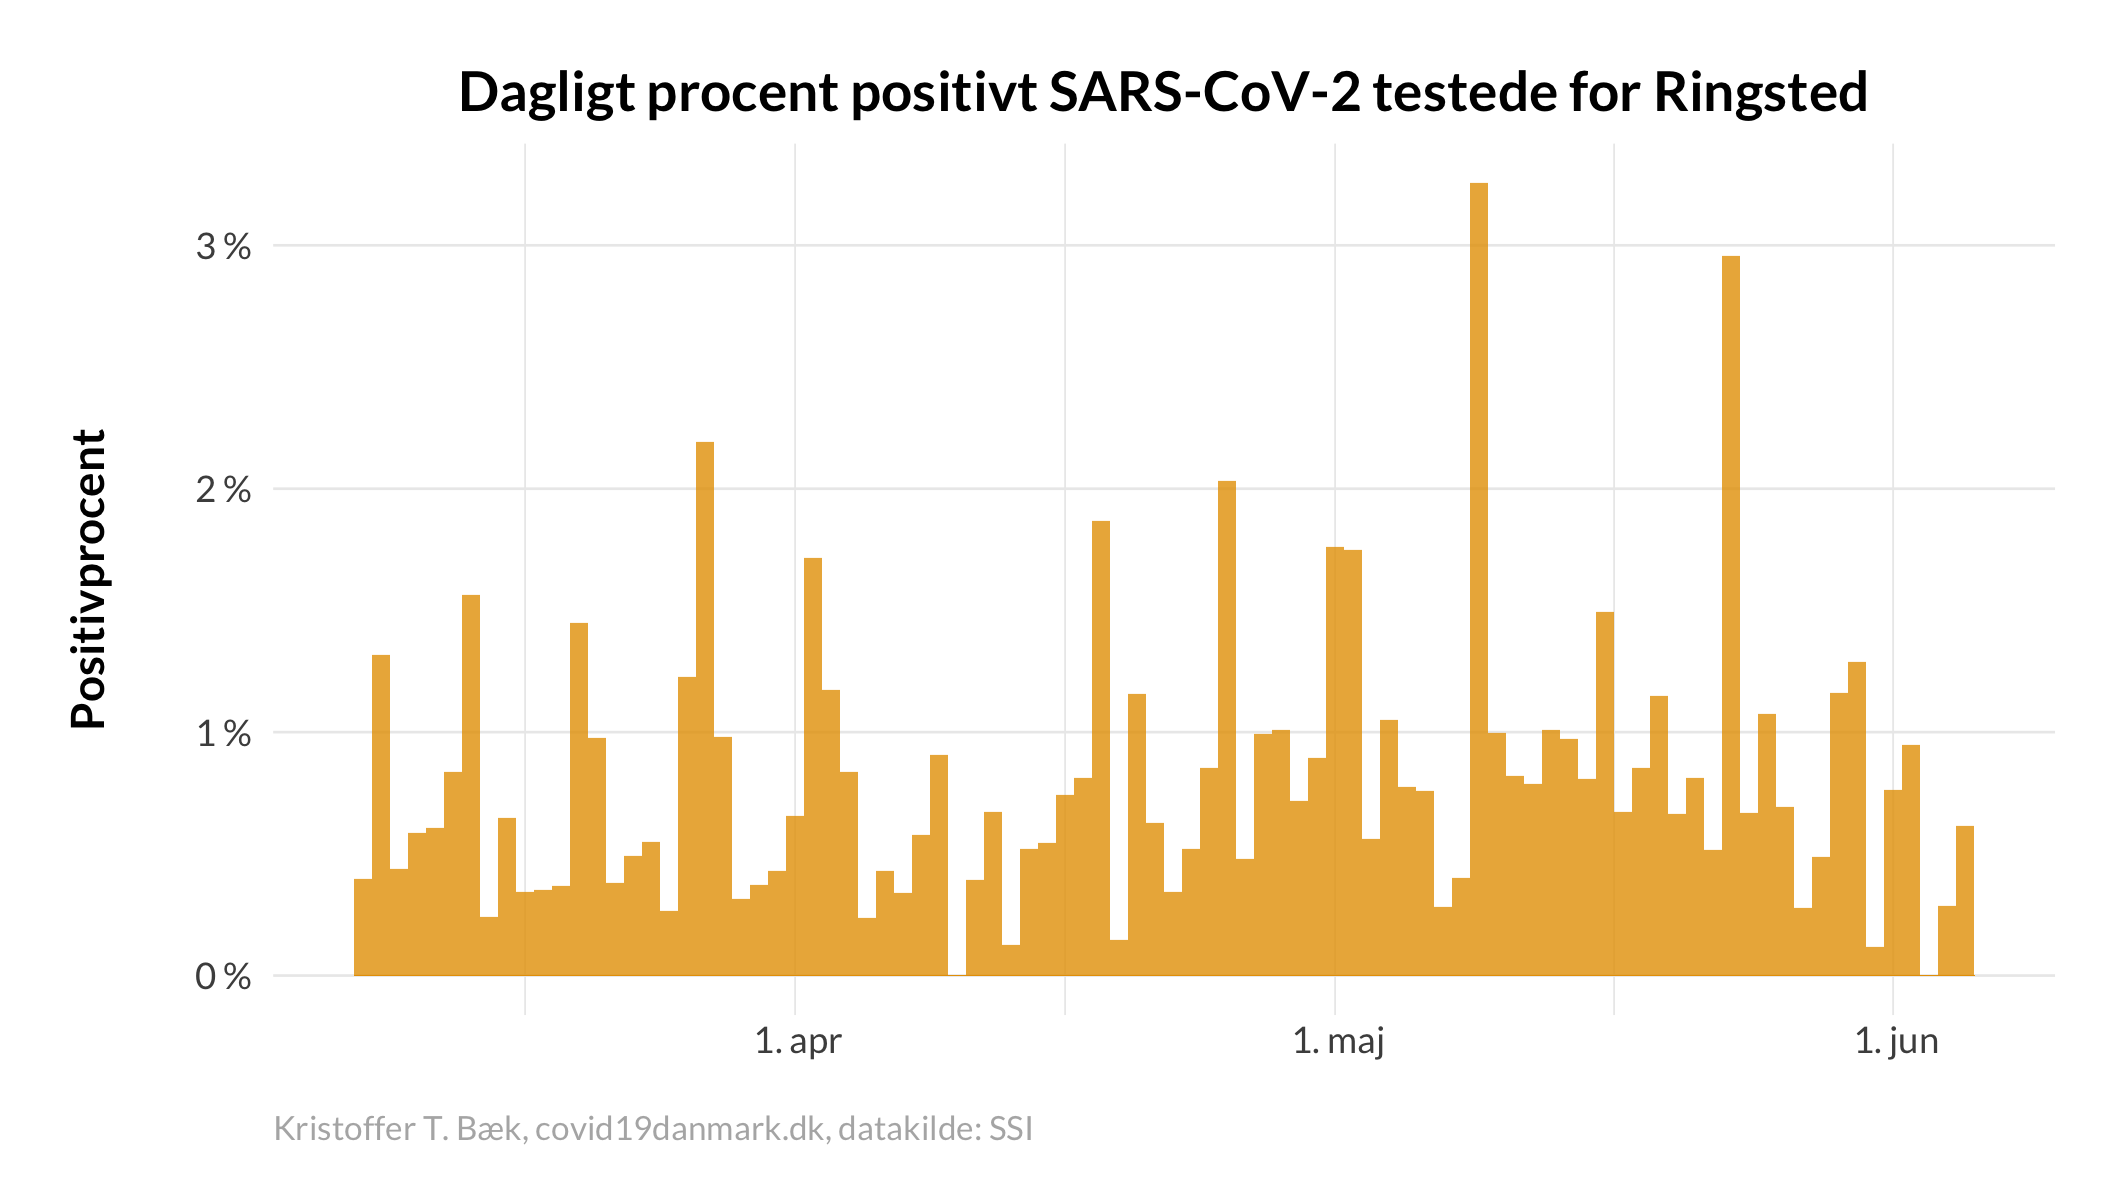 Dagligt procent positivt SARS-CoV-2 testede for Ringsted
Positivprocent
3 %
2 %
1 %
0 %
1. apr
1. maj
1. jun
Kristoffer T. Bæk, covid19danmark.dk, datakilde: SSI